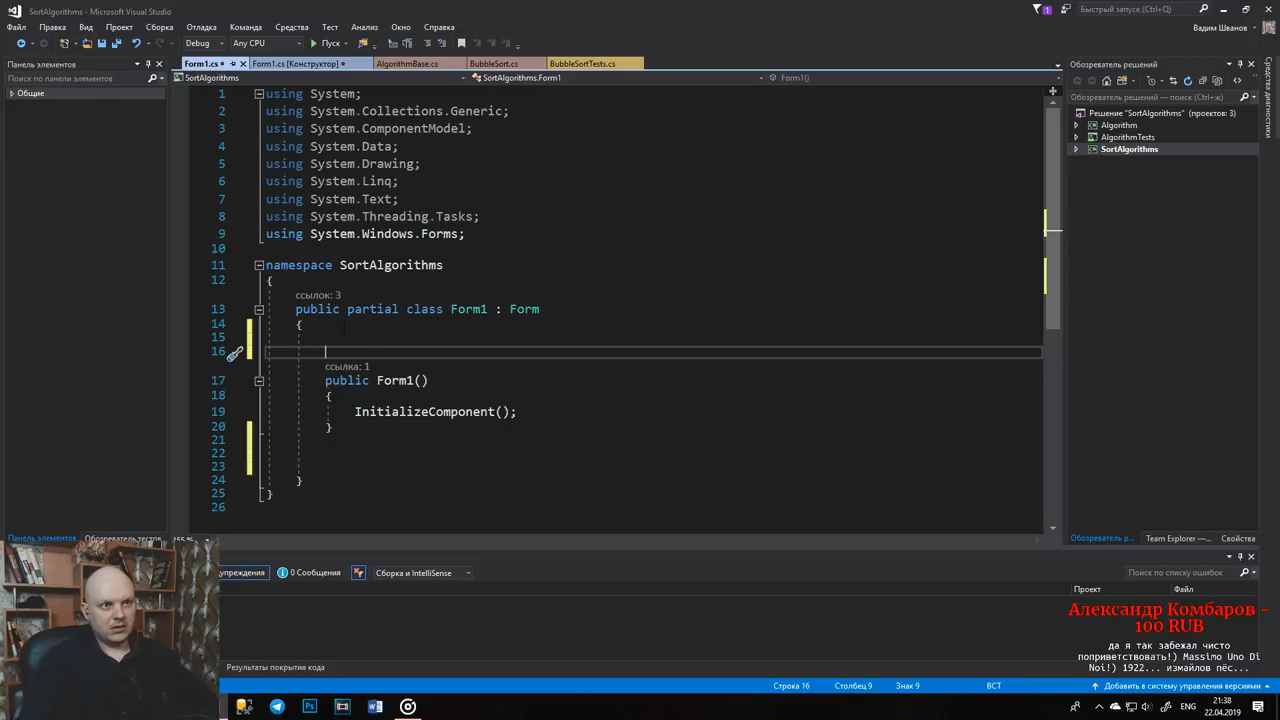 SortAlgorithms - Microsoft Visual Studio
1
Быстрый запуск (Ctrl+Q)
Файл Правка Вид Проект Сборка Отладка Команда Средства Тест Анализ Окно Справка
Вадим Шванов
Debug Any CPU Пуск
Панель элементов
Form1.cs Form1.cs [Конструктор] AlgorithmBase.cs BubbleSort.cs BubbleSortTests.cs
Обозреватель решений
Поиск по панели элементов
SortAlgorithms SortAlgorithms.Form1 Form1()
Общие
Обозреватель решений — поиск (Ctrl+ж)
Решение "SortAlgorithms" (проектов: 3)
Algorithm
AlgorithmTests
SortAlgorithms
Средства диагностики
1 using System;
2 using System.Collections.Generic;
3 using System.ComponentModel;
4 using System.Data;
5 using System.Drawing;
6 using System.Linq;
7 using System.Text;
8 using System.Threading.Tasks;
9 using System.Windows.Forms;
10
11 namespace SortAlgorithms
12 {
ссылок: 3
13 public partial class Form1 : Form
14 {
15
16
ссылка: 1
17 public Form1()
18 {
19 InitializeComponent();
20 }
21
22
23
24 }
25 }
26
155 %
Панель элементов Обозреватель тестов
Обозреватель р... Team Explorer —... Свойства
0 Сообщения Сборка и IntelliSense
Поиск по списку ошибок
Проект Файл
Александр Комбаров -
100 RUB
да я так забежал чисто
поприветствовать!) Massimo Uno Di
Noi!) 1922... измайлов пёс...
Результаты покрытия кода
Строка 16 Столбец 9 Знак 9 ВСТ Добавить в систему управления версиями
ENG 21:38
22.04.2019